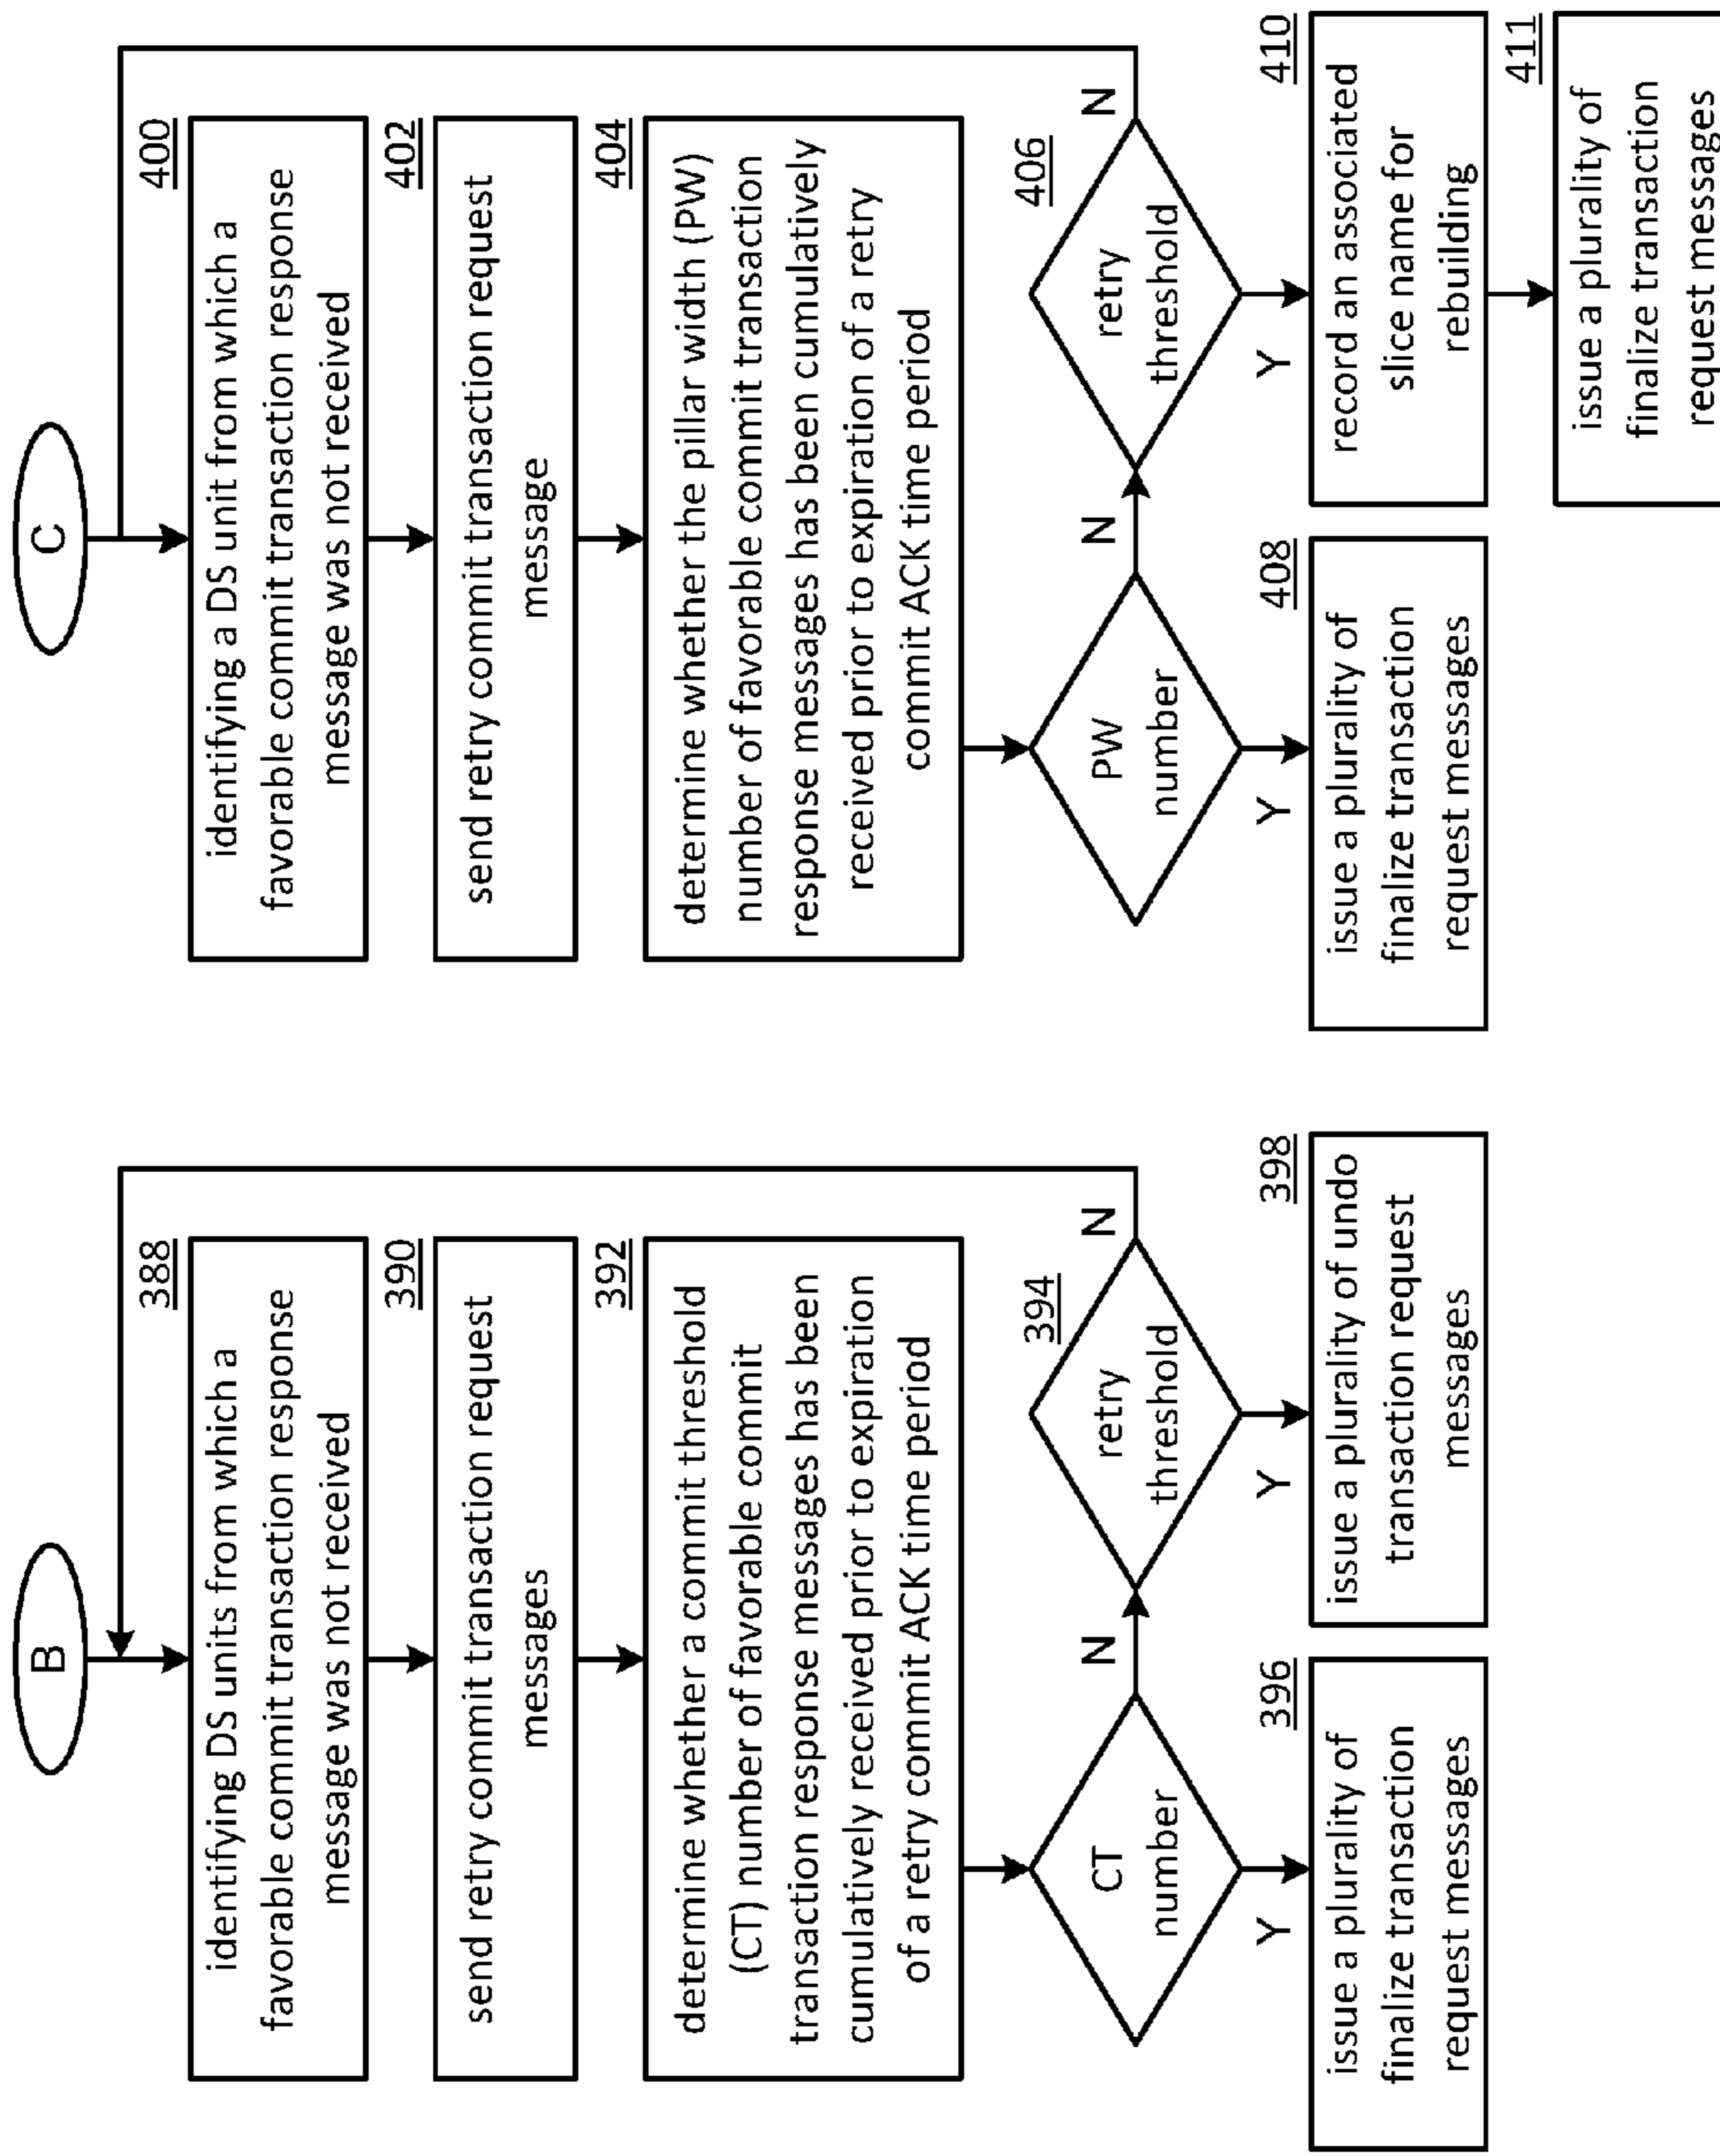 B
388
identifying DS units from which a
favorable commit transaction response
message was not received
390
send retry commit transaction request
messages
392
determine whether a commit threshold
(CT) number of favorable commit
transaction response messages has been
cumulatively received prior to expiration
of a retry commit ACK time period
CT
number
N
Y
394
retry
threshold
N
Y
396
issue a plurality of
finalize transaction
request messages
398
issue a plurality of undo
transaction request
messages
C
400
identifying a DS unit from which a
favorable commit transaction response
message was not received
402
send retry commit transaction request
message
404
determine whether the pillar width (PW)
number of favorable commit transaction
response messages has been cumulatively
received prior to expiration of a retry
commit ACK time period
PW
number
N
Y
406
retry
threshold
N
Y
408
issue a plurality of
finalize transaction
request messages
410
record an associated
slice name for
rebuilding
411
issue a plurality of
finalize transaction
request messages